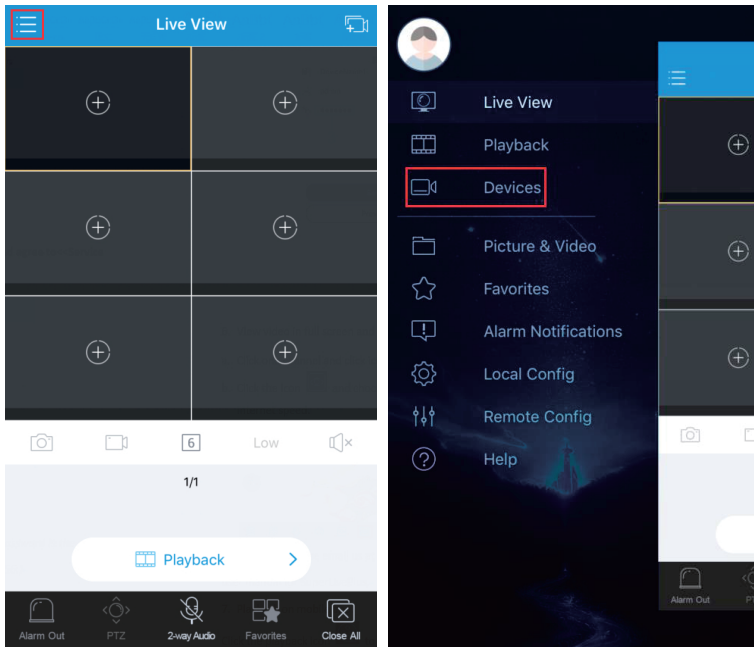 Live View
6
Low
1/1
Playback
Alarm Out
PTZ
2-way Audio
Favorites
Close All
Live View
Playback
Devices
Picture & Video
Favorites
Alarm Notifications
Local Config
Remote Config
Help
Alarm Out